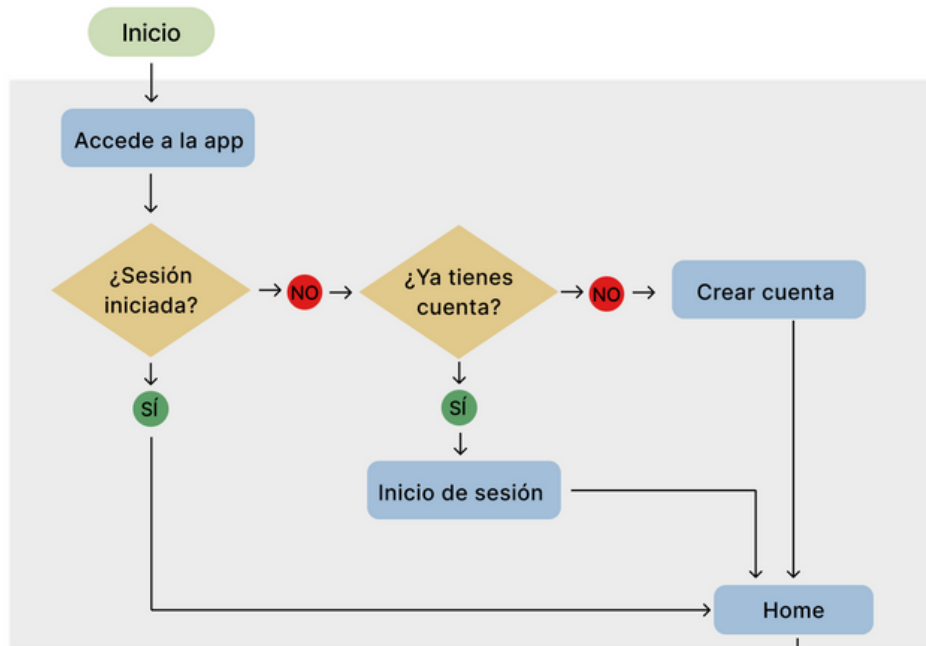 Inicio
Accede a la app
¿Sesión
iniciada?
NO
¿Ya tienes
cuenta?
NO
Crear cuenta
SÍ
SÍ
Inicio de sesión
Home